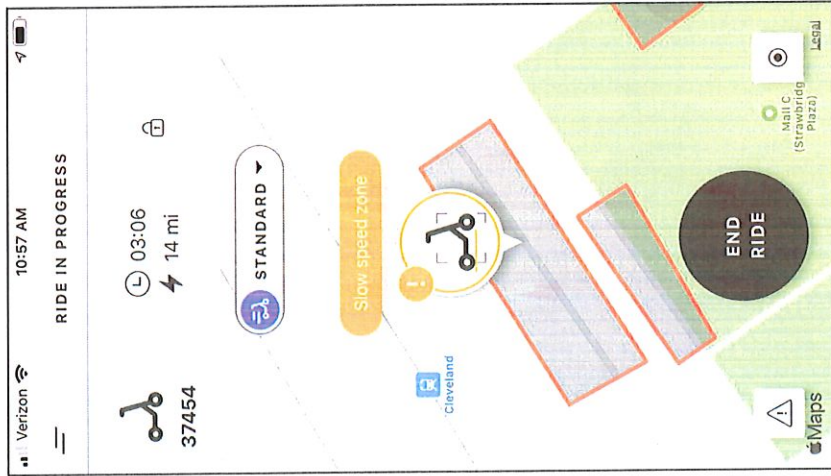 Verizon 10:57 AM
RIDE IN PROGRESS
03:06
14 mi
37454
STANDARD
Slow speed zone
!
Cleveland
END
RIDE
Mall C
(Strawbridg
Plaza)
Maps
Legal